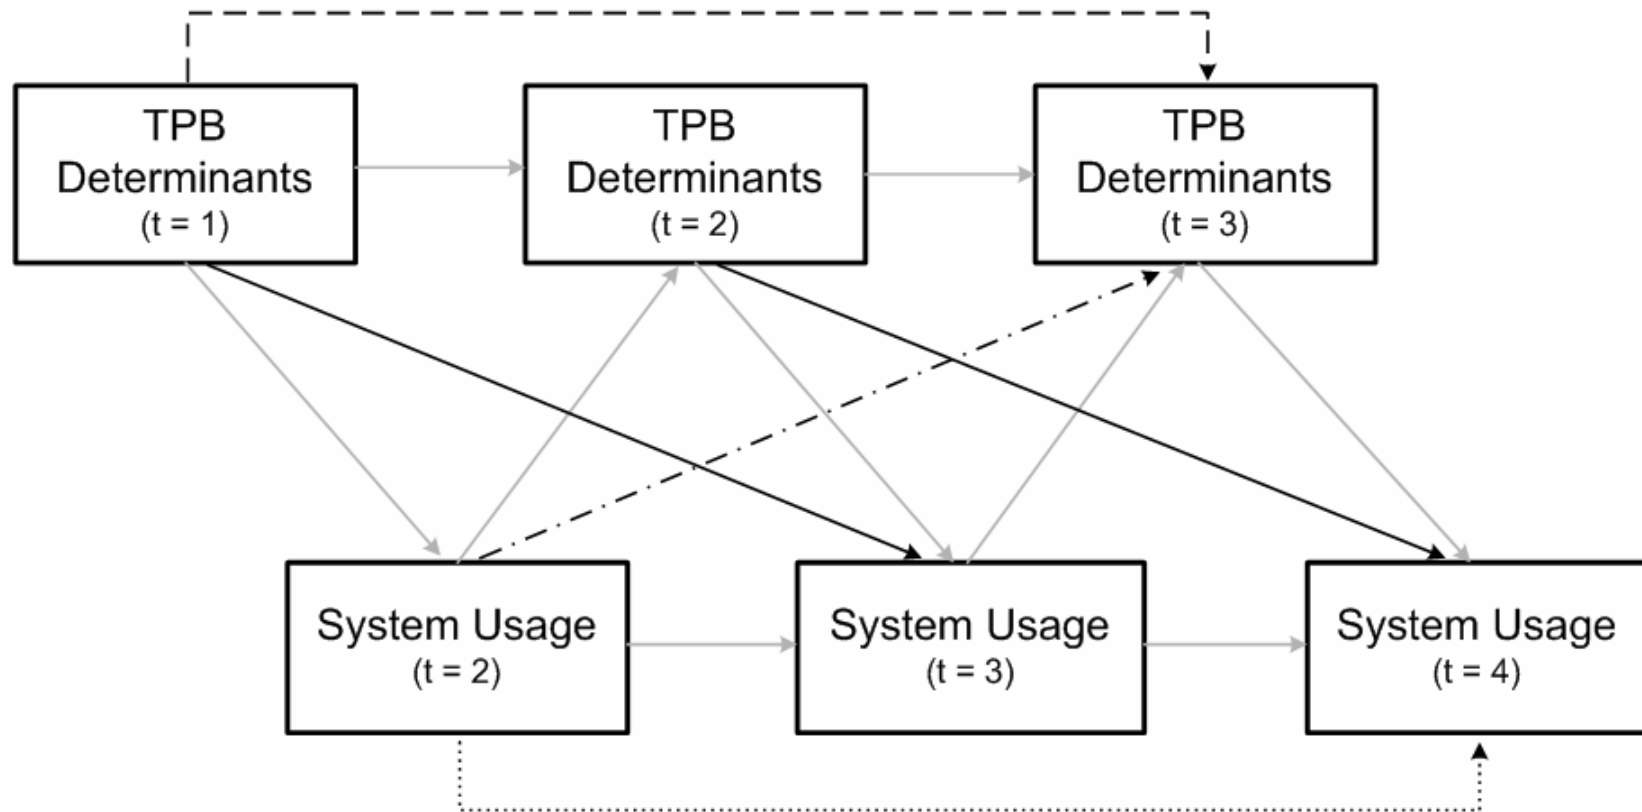 TPB
Determinants
(t = 1)
TPB
Determinants
(t = 2)
TPB
Determinants
(t = 3)
System Usage
(t = 2)
System Usage
(t = 3)
System Usage
(t = 4)